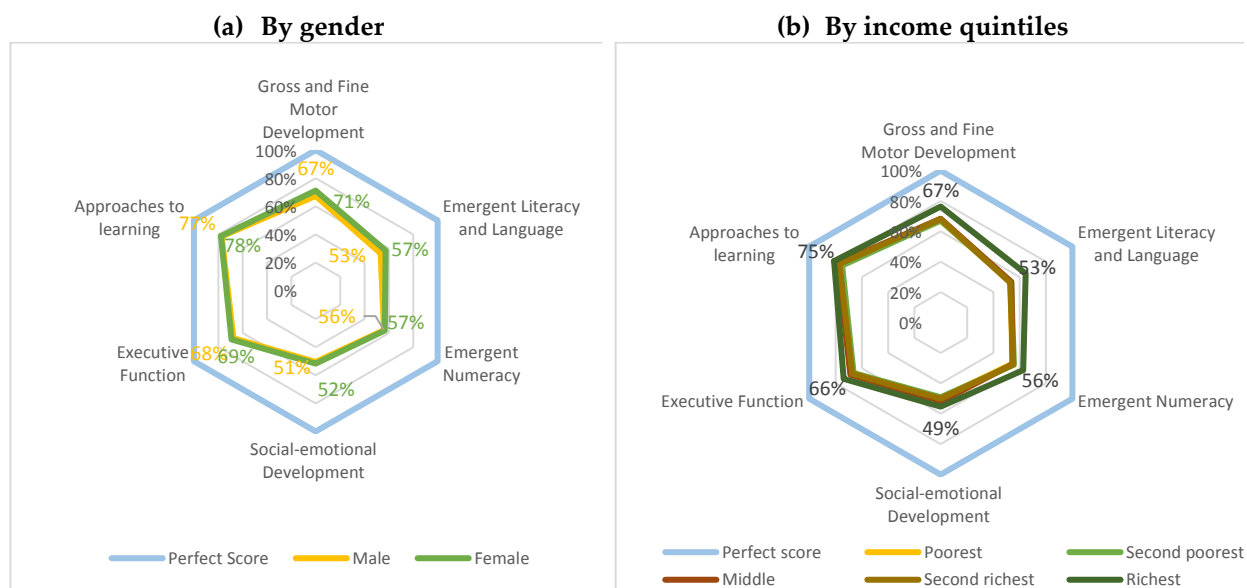 (a) By gender
Gross and Fine
Motor
Development
100%
67%
80%
71%
60%
Approaches to
learning
77%
78%
Emergent Literacy
and Language
57%
53%
40%
20%
0%
56%
57%
Executive
Function
68%
69%
51%
52%
Emergent
Numeracy
Social-emotional
Development
Perfect Score
Male
Female
(b) By income quintiles
Gross and Fine
Motor Development
100%
67%
80%
60%
Approaches to
learning
75%
Emergent Literacy
and Language
53%
40%
20%
0%
56%
Executive Function
66%
Emergent Numeracy
49%
Social-emotional
Development
Perfect score
Poorest
Second poorest
Middle
Second richest
Richest